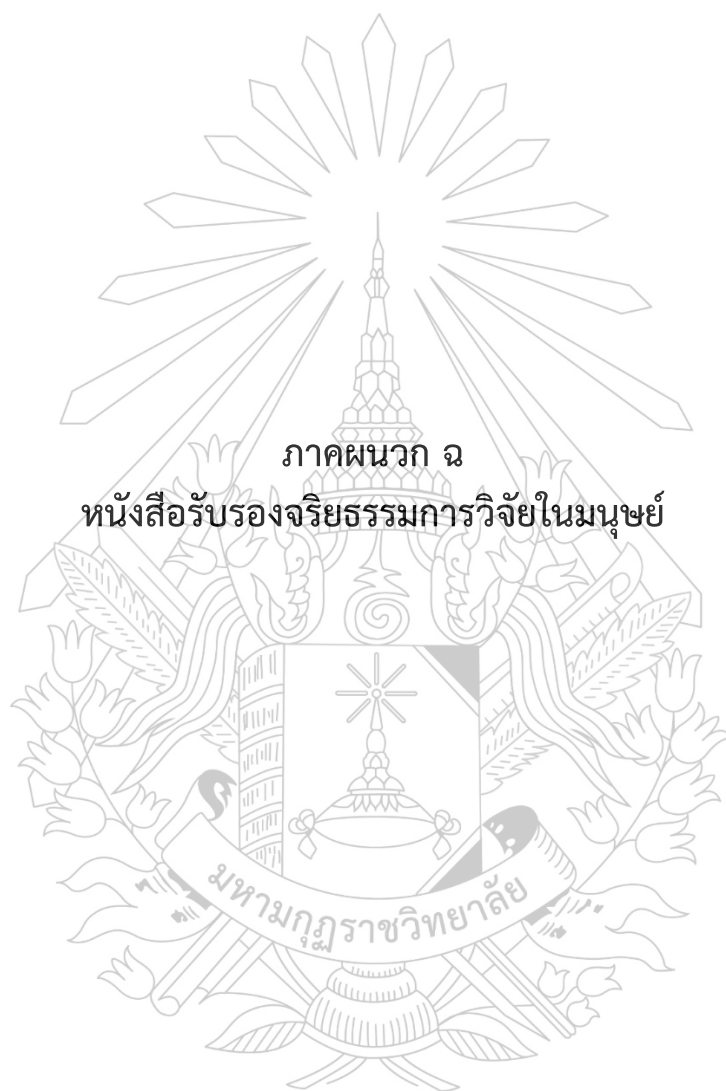 ภาคผนวก ฉ
หนังสือรับรองจริยธรรมการวิจัยในมนุษย์
มหามกุฏราชวิทยาลัย